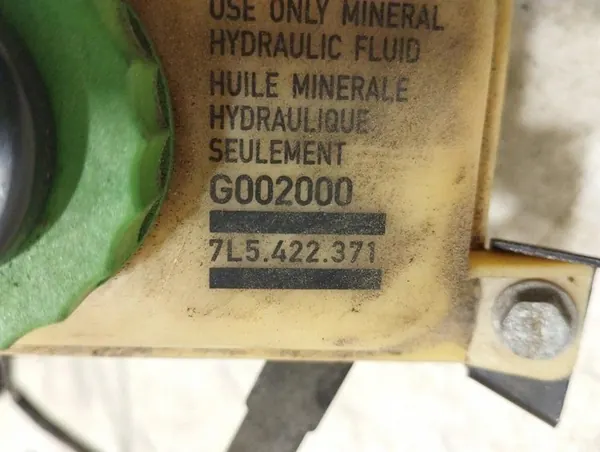 USE ONLY MINERAL
HYDRAULIC FLUID
HUILE MINERALE
HYDRAULIQUE
SEULEMENT
G002000
7L5.422.371